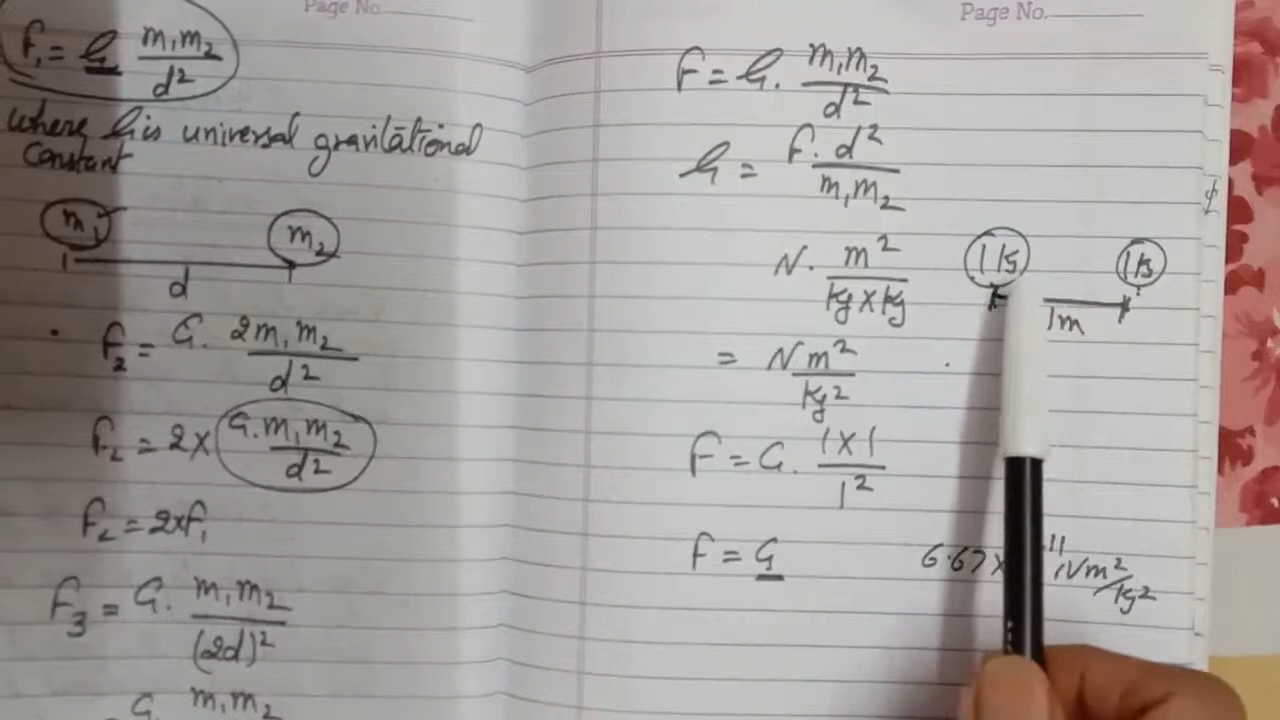 Page No.
F₁ = G m₁m₂/d²
where G is universal gravitational
constant
m₁ m₂
d
F₂ = G. 2m₁m₂/d²
F₂ = 2 × G.m₁m₂/d²
F₂ = 2×F₁
F₃ = G. m₁m₂/(2d)²
G m₁m₂
Page No.
F = G. m₁m₂/d²
G = F.d²/m₁m₂
N. m²/kg×kg
1m
= Nm²/kg²
F = G. 1×1/1²
F = G
6.67× ¹¹ Nm²/kg²